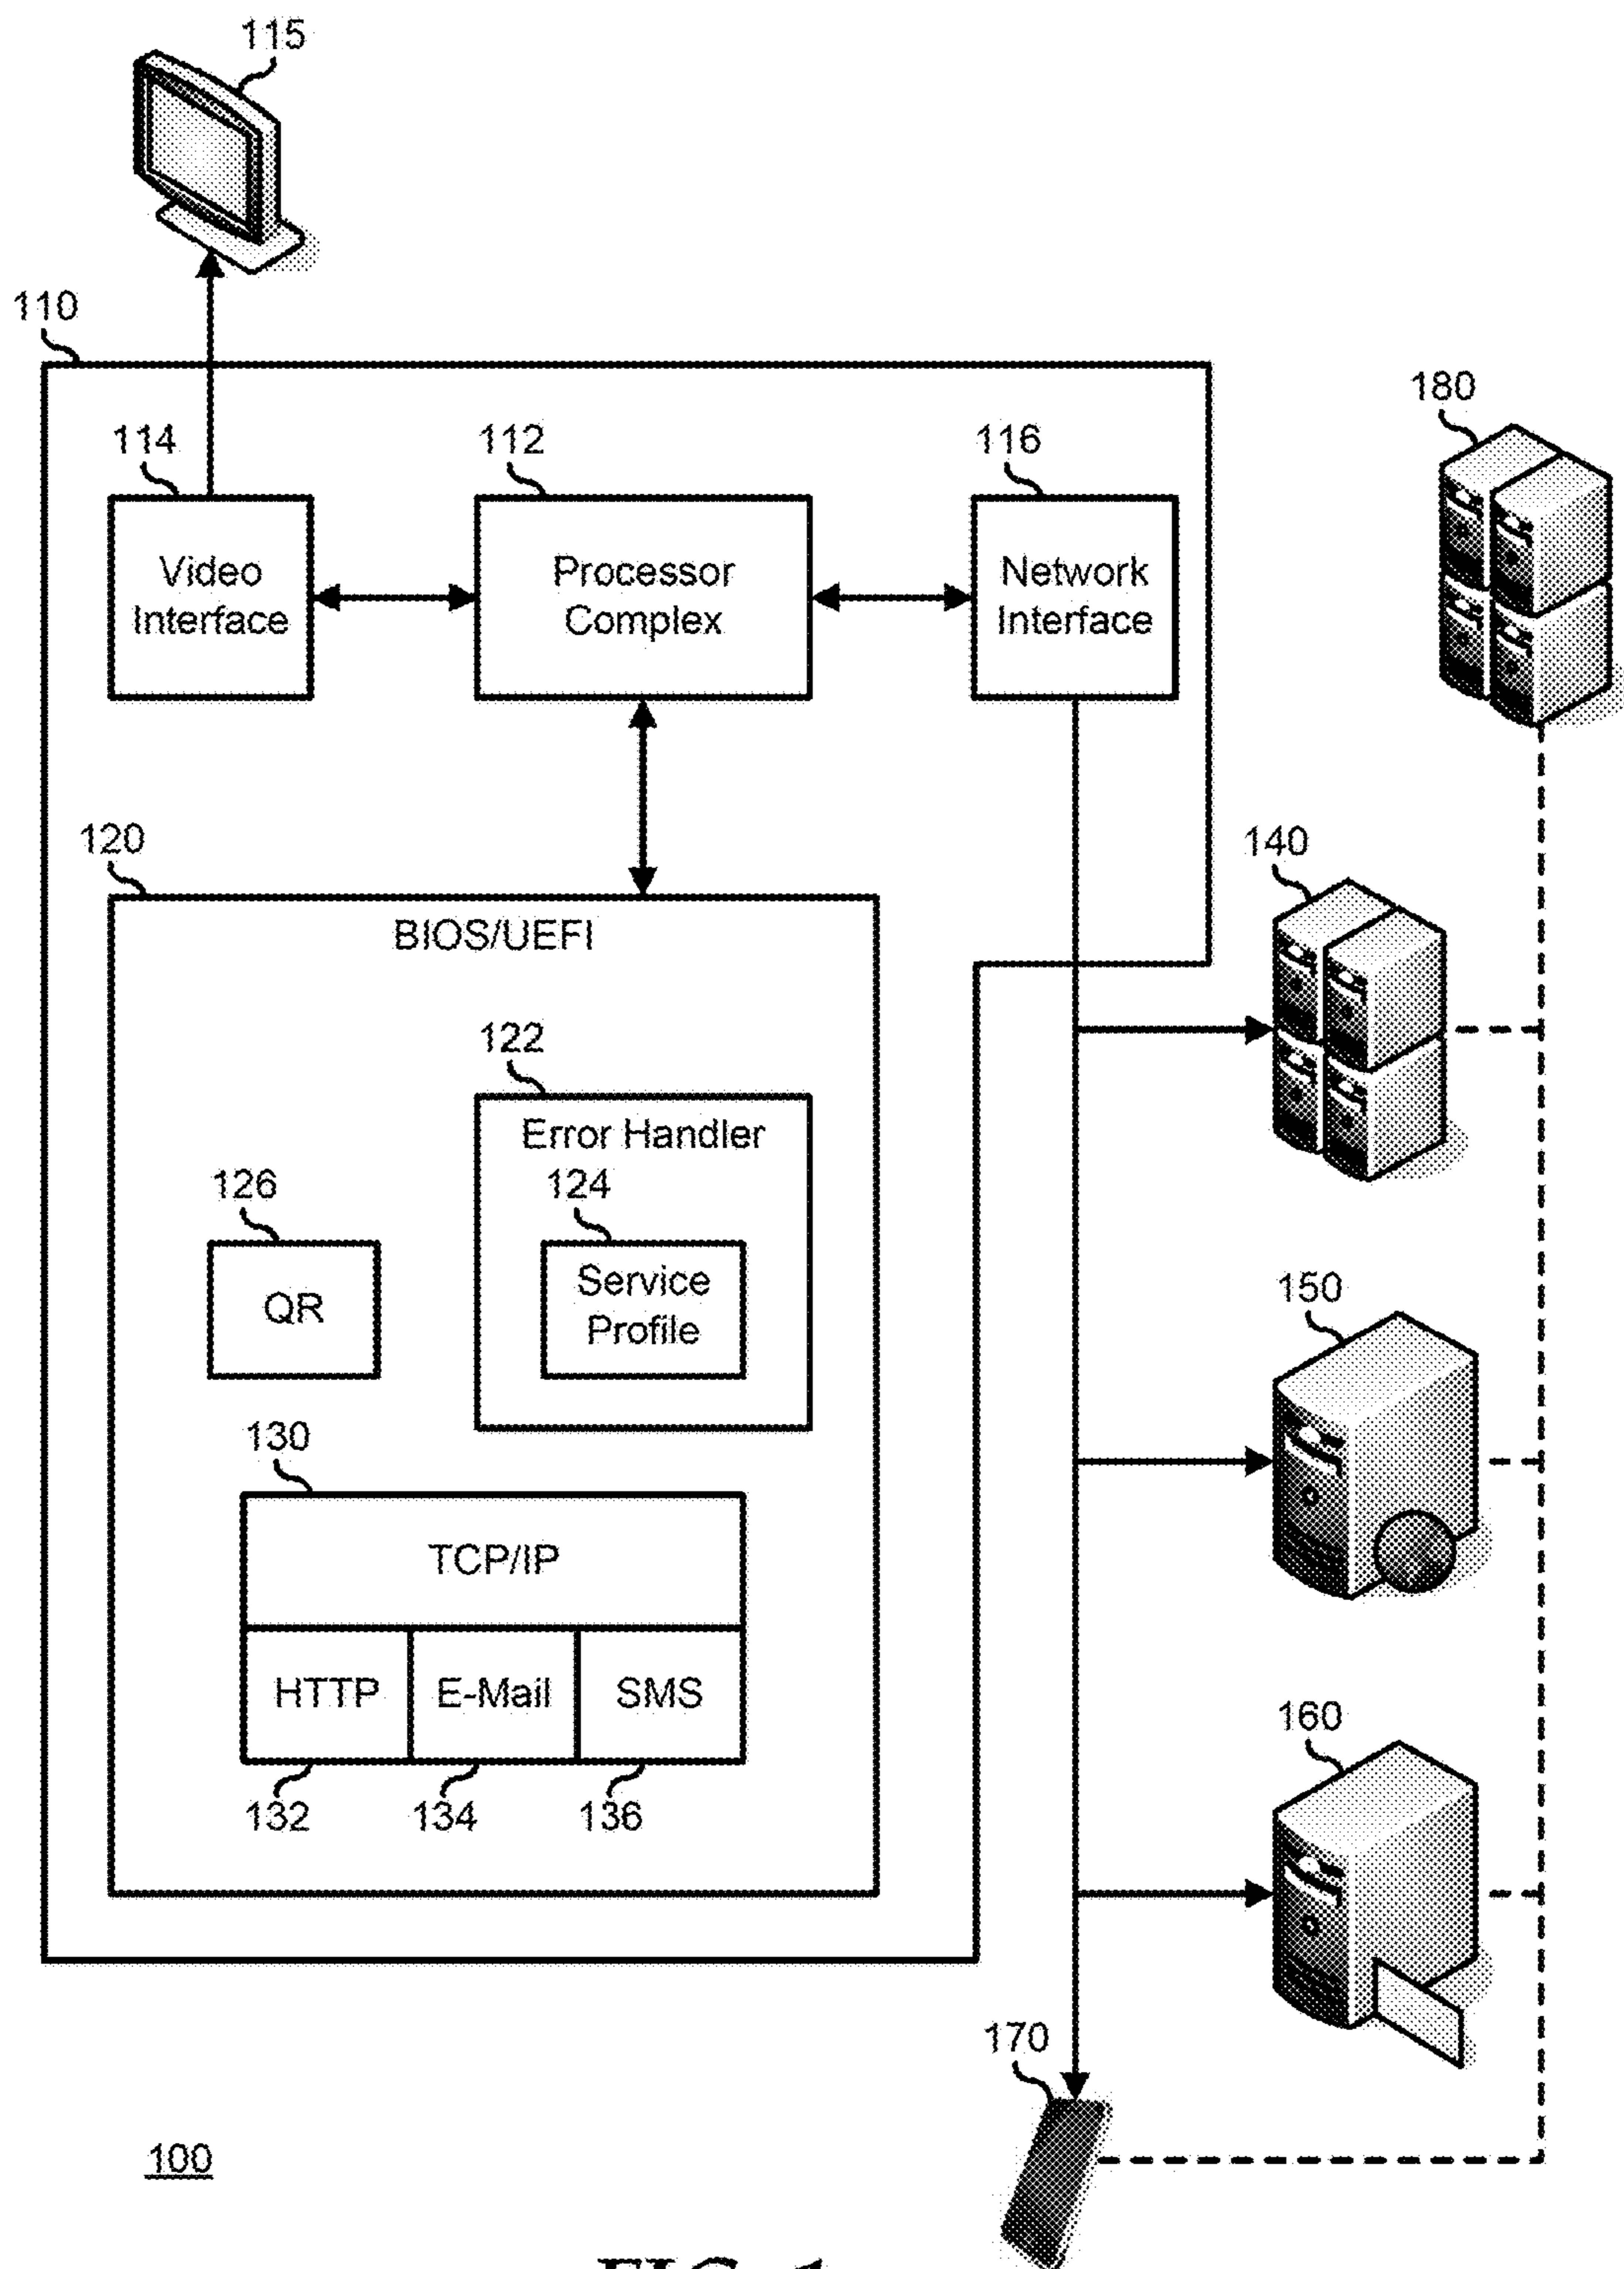 115
110
180
114
112
116
Video
Interface
Processor
Complex
Network
Interface
120
140
BIOS/UEFI
122
Error Handler
126
124
QR
Service
Profile
150
130
TCP/IP
HTTP
E-Mail
SMS
160
132
134
136
170
100